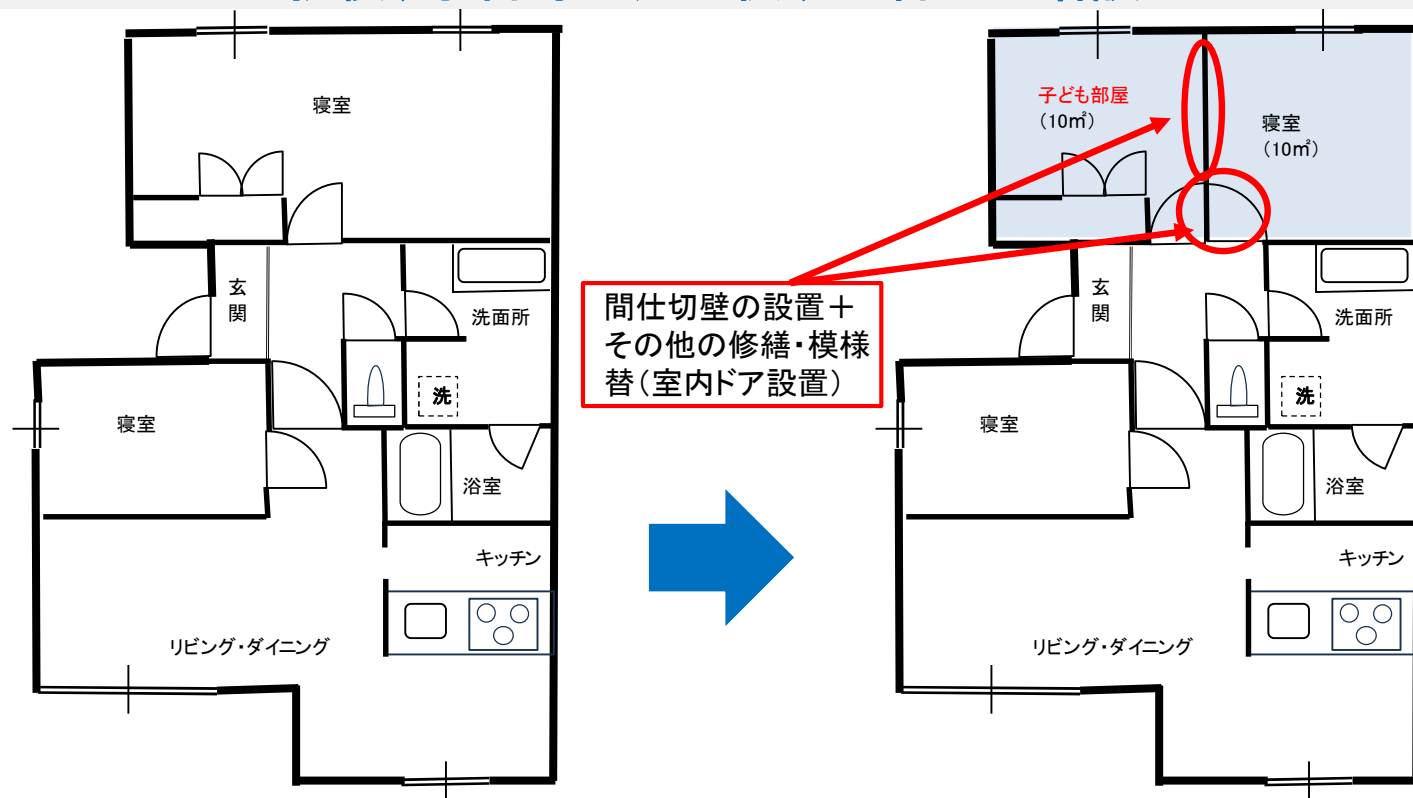 寝室
玄
関
洗面所
洗
寝室
浴室
キッチン
リビング・ダイニング
間仕切壁の設置＋
その他の修繕・模様
替（室内ドア設置）
子ども部屋
（10㎡）
寝室
（10㎡）
玄
関
洗面所
洗
寝室
浴室
キッチン
リビング・ダイニング